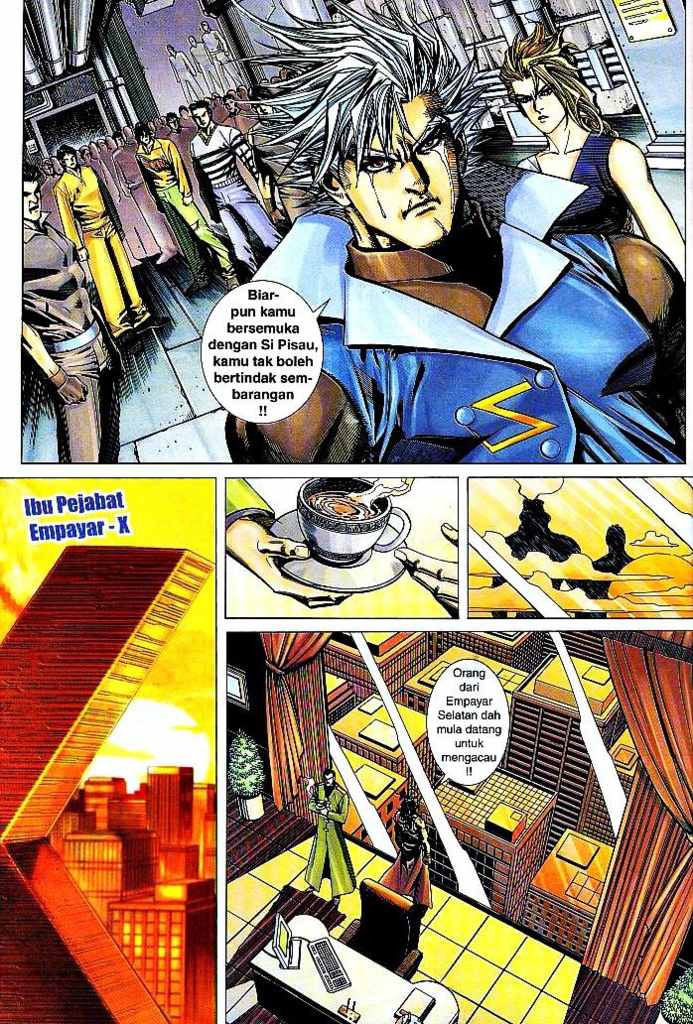 Biar-
pun kamu
bersemuka
dengan Si Pisau,
kamu tak boleh
bertindak sem-
barangan
!!
Ibu Pejabat
Empayar - X
Orang
dari
Empayar
Selatan dah
mula datang
untuk
mengacau
!!